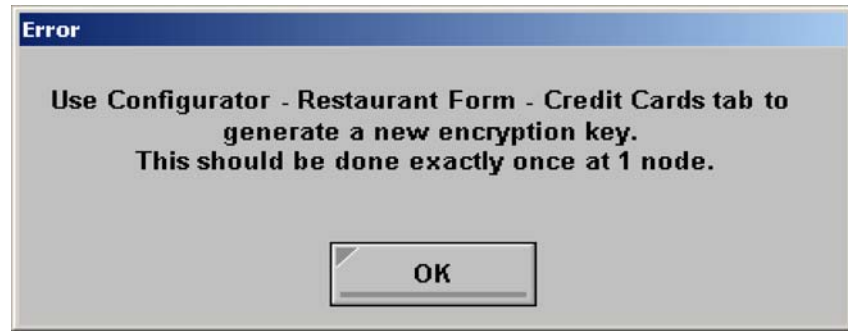 Error
Use Configurator - Restaurant Form - Credit Cards tab to
generate a new encryption key.
This should be done exactly once at 1 node.
OK